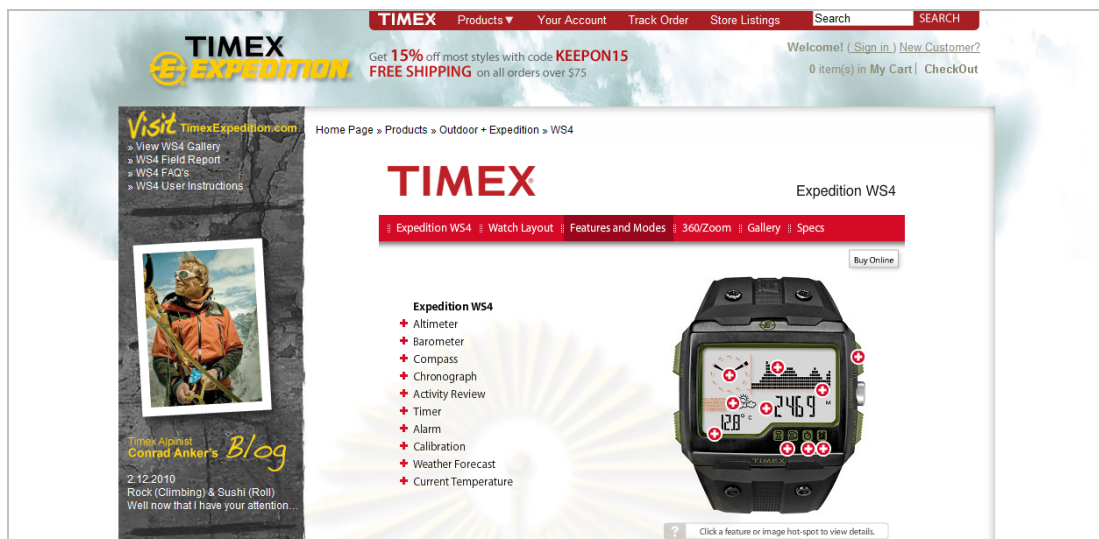 TIMEX Products▼ Your Account Track Order Store Listings Search SEARCH
TIMEX
EXPEDITION
Get 15% off most styles with code KEEPON15
FREE SHIPPING on all orders over $75
Welcome! ( Sign in ) New Customer?
0 item(s) in My Cart | CheckOut
Visit TimexExpedition.com
» View WS4 Gallery
» WS4 Field Report
» WS4 FAQ's
» WS4 User Instructions
Timex Alpinist
Conrad Anker's Blog
2.12.2010
Rock (Climbing) & Sushi (Roll)
Well now that I have your attention...
Home Page » Products » Outdoor + Expedition » WS4
TIMEX
Expedition WS4
Expedition WS4 Watch Layout Features and Modes 360/Zoom Gallery Specs
Buy Online
Expedition WS4
Altimeter
Barometer
Compass
Chronograph
Activity Review
Timer
Alarm
Calibration
Weather Forecast
Current Temperature
2469 M
12.8° C
TIMEX
? Click a feature or image hot-spot to view details.